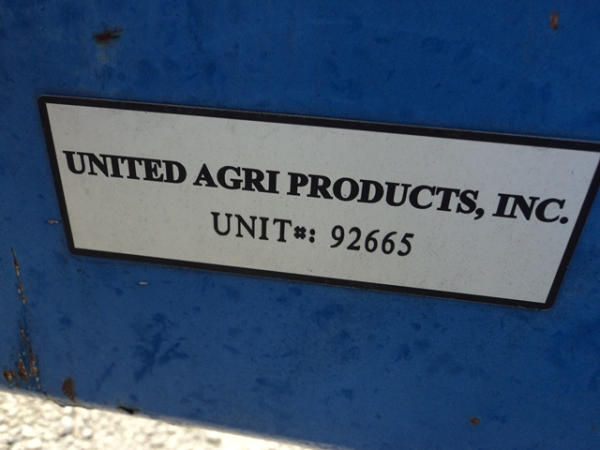 UNITED AGRI PRODUCTS, INC.
UNIT#: 92665